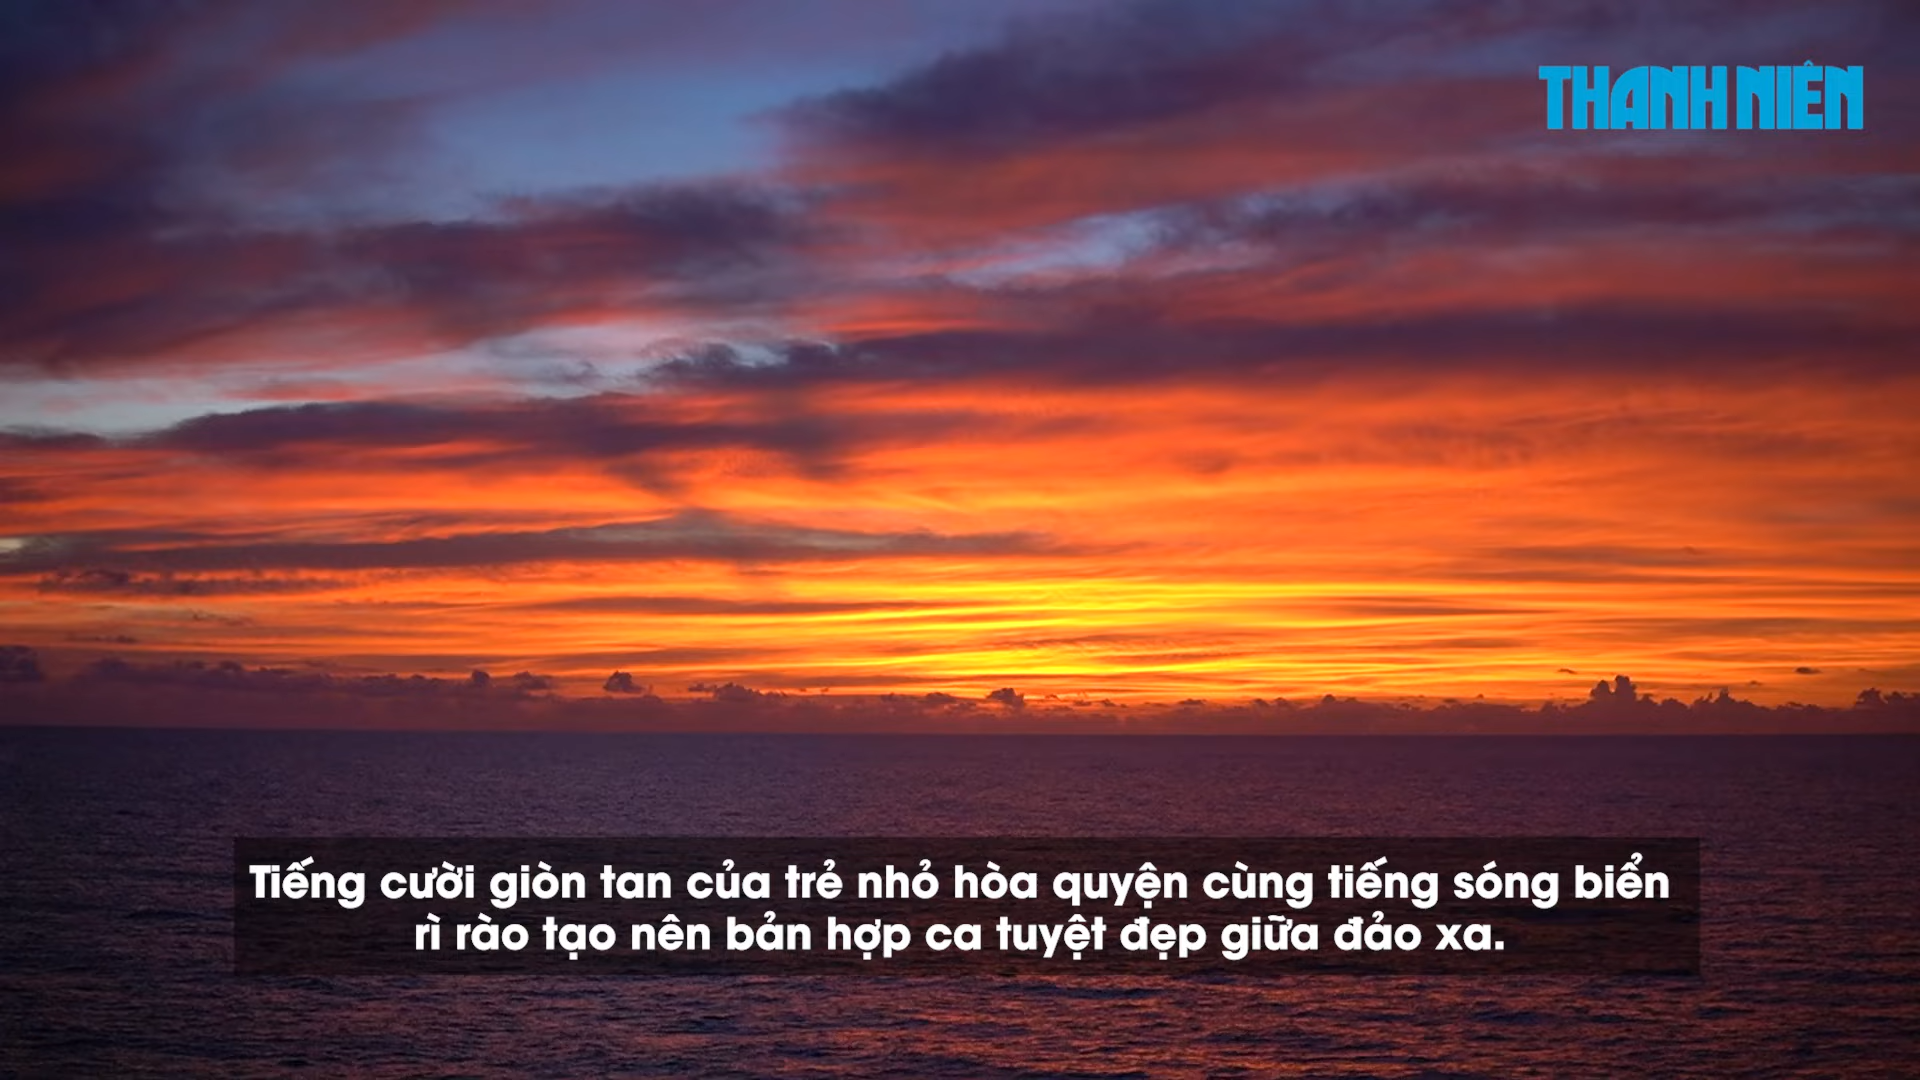 THANH NIÊN
Tiếng cười giòn tan của trẻ nhỏ hòa quyện cùng tiếng sóng biển
rì rào tạo nên bản hợp ca tuyệt đẹp giữa đảo xa.